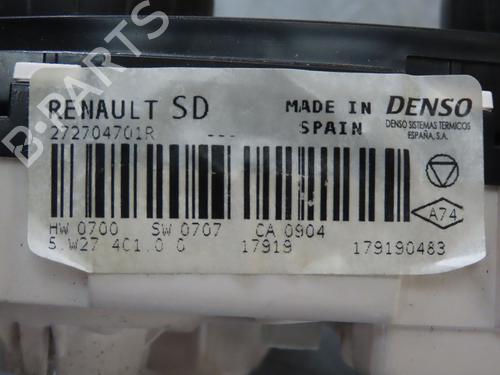 RENAULT SD
MADE IN
SPAIN
DENSO
DENSO SISTEMAS TERMICOS
ESPAÑA, S.A.
272704701R ---
A74
HW 0700 SW 0707 CA 0904
5.W27 4C1.0 0 17919 179190483
B-PARTS